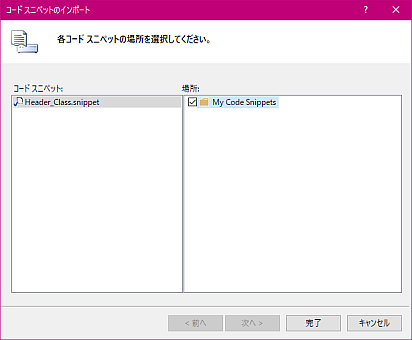 コード スニペットのインポート
?
各コード スニペットの場所を選択してください。
コード スニペット:
場所:
Header_Class.snippet
My Code Snippets
< 前へ
次へ >
完了
キャンセル